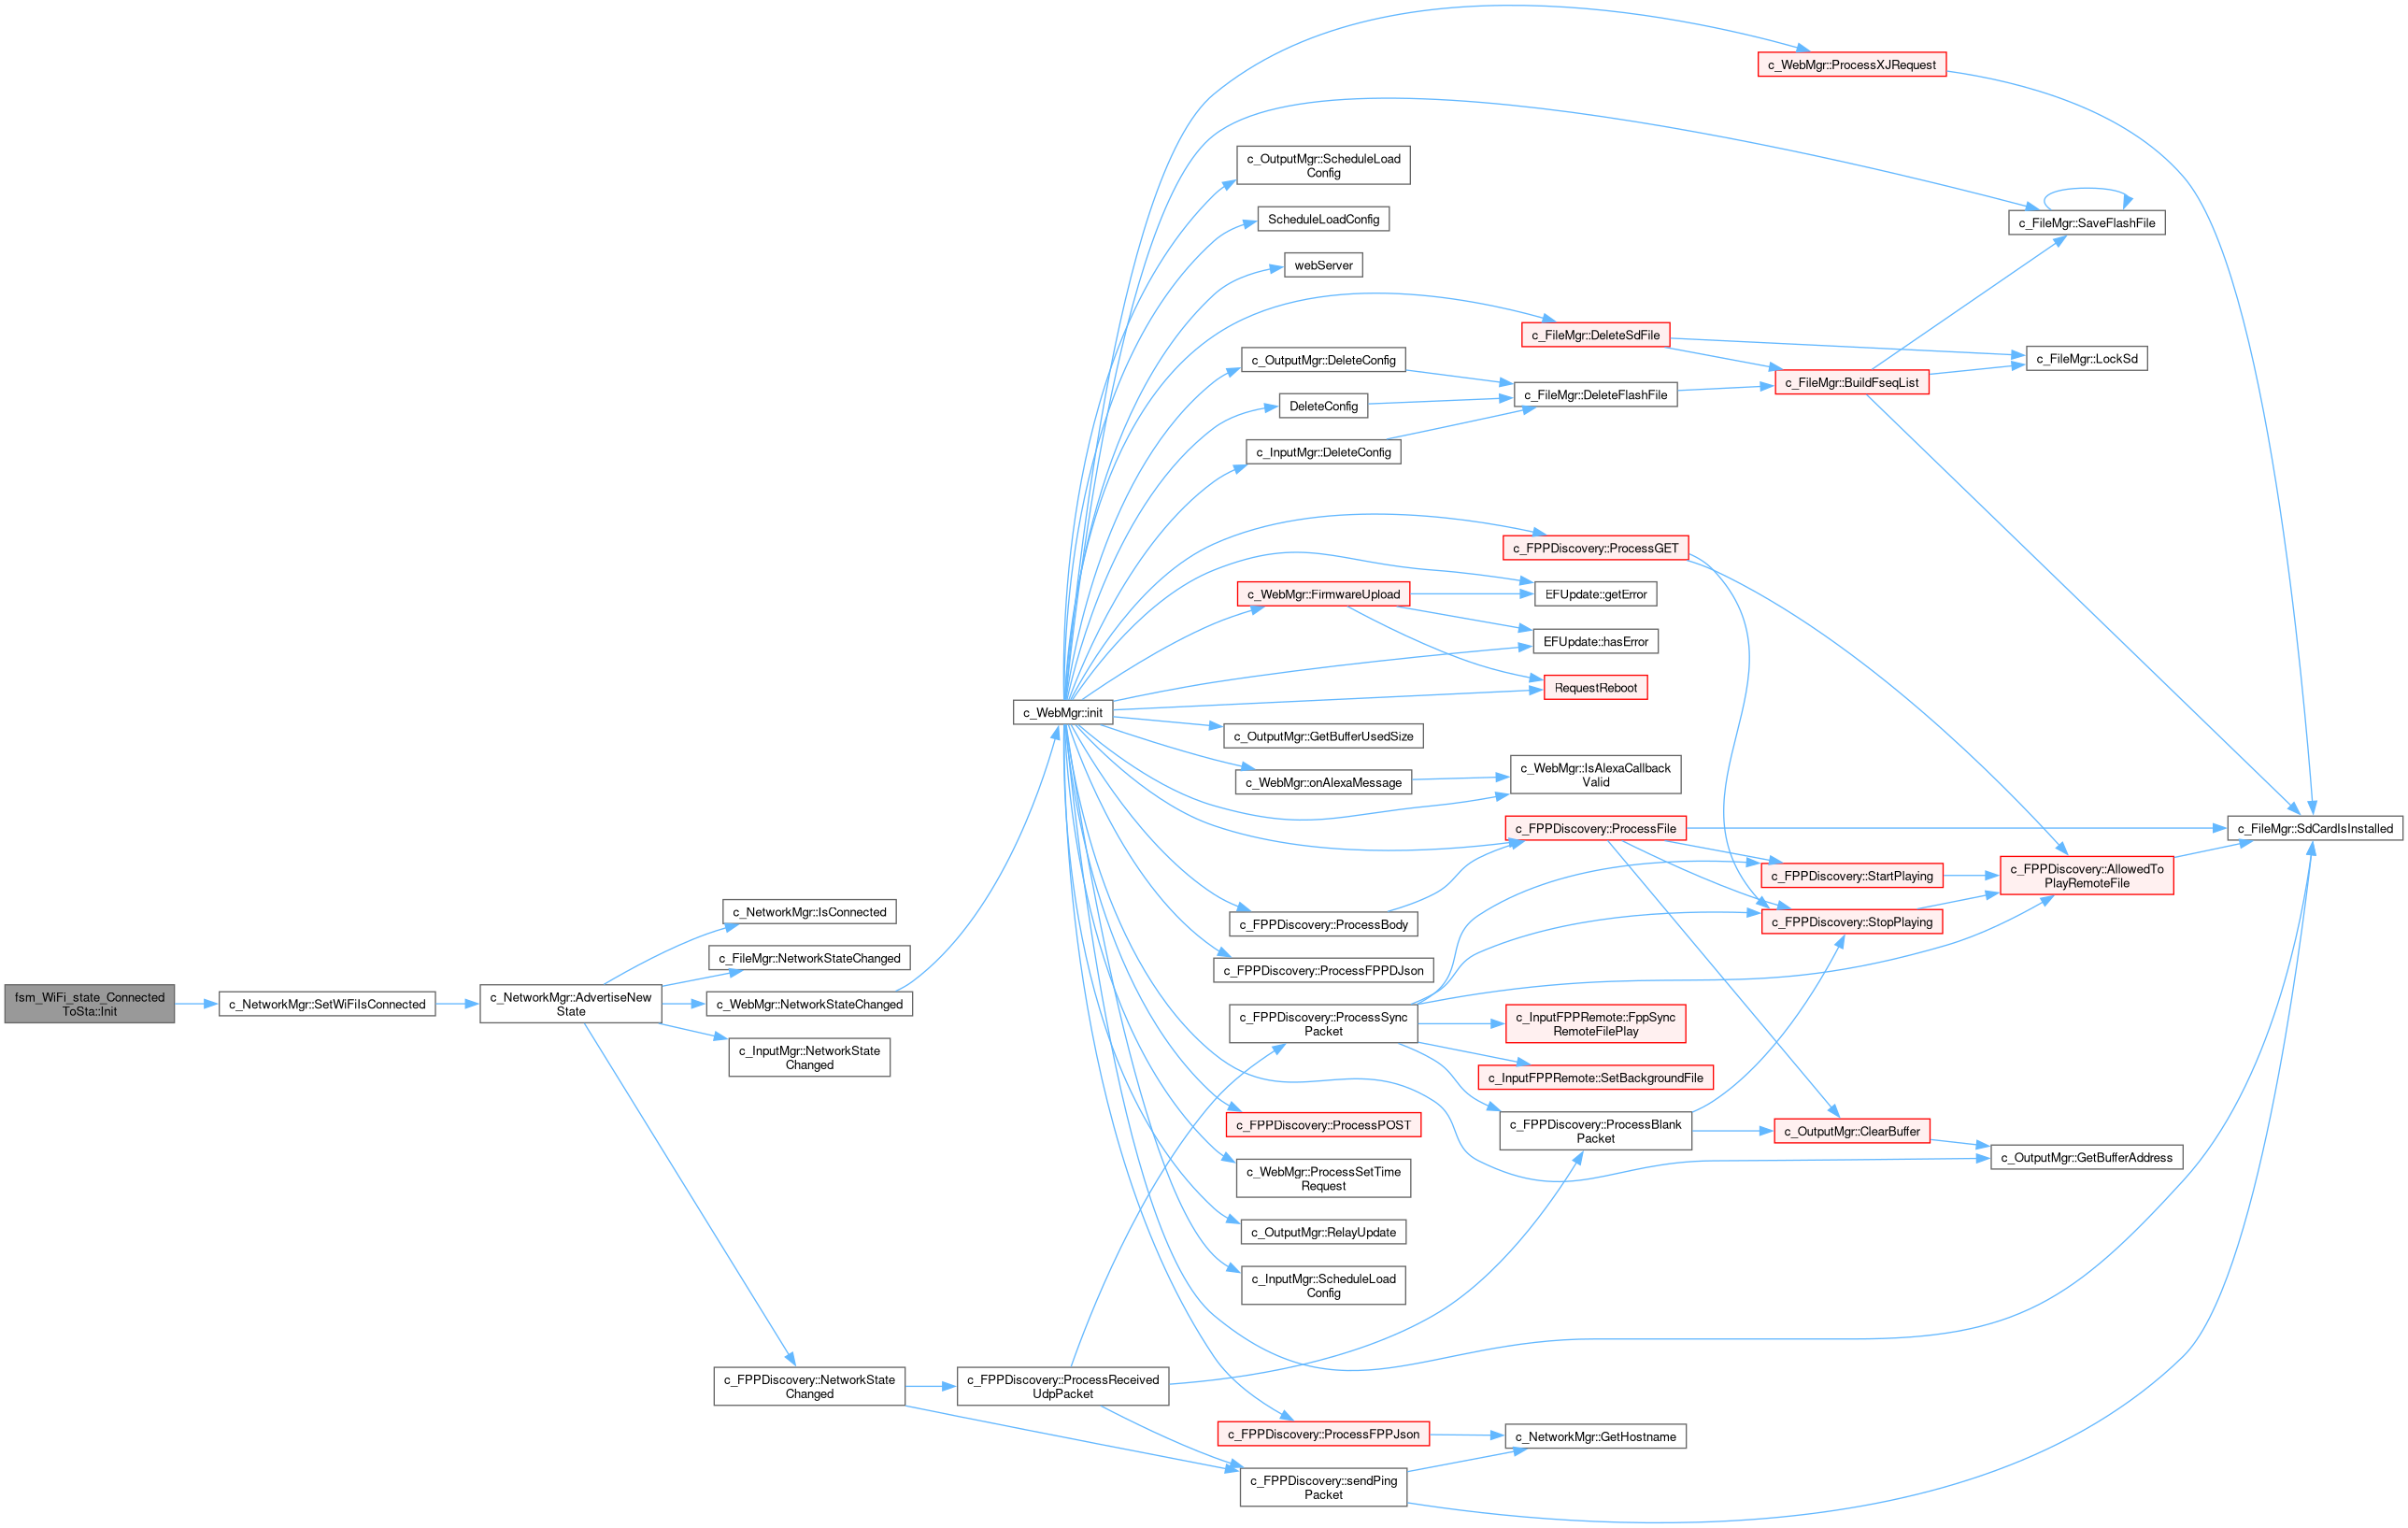 c_WebMgr::ProcessXJRequest
c_OutputMgr::ScheduleLoad
Config
ScheduleLoadConfig
c_FileMgr::SaveFlashFile
webServer
c_FileMgr::DeleteSdFile
c_OutputMgr::DeleteConfig
c_FileMgr::LockSd
c_FileMgr::BuildFseqList
c_FileMgr::DeleteFlashFile
DeleteConfig
c_InputMgr::DeleteConfig
c_FPPDiscovery::ProcessGET
c_WebMgr::FirmwareUpload
EFUpdate::getError
EFUpdate::hasError
RequestReboot
c_WebMgr::init
c_OutputMgr::GetBufferUsedSize
c_WebMgr::onAlexaMessage
c_WebMgr::IsAlexaCallback
Valid
c_FPPDiscovery::ProcessFile
c_FileMgr::SdCardIsInstalled
c_FPPDiscovery::StartPlaying
c_FPPDiscovery::AllowedTo
PlayRemoteFile
c_NetworkMgr::IsConnected
c_FPPDiscovery::ProcessBody
c_FPPDiscovery::StopPlaying
c_FileMgr::NetworkStateChanged
c_FPPDiscovery::ProcessFPPDJson
fsm_WiFi_state_Connected
ToSta::Init
c_NetworkMgr::SetWiFiIsConnected
c_NetworkMgr::AdvertiseNew
State
c_WebMgr::NetworkStateChanged
c_FPPDiscovery::ProcessSync
Packet
c_InputFPPRemote::FppSync
RemoteFilePlay
c_InputMgr::NetworkState
Changed
c_InputFPPRemote::SetBackgroundFile
c_FPPDiscovery::ProcessPOST
c_FPPDiscovery::ProcessBlank
Packet
c_OutputMgr::ClearBuffer
c_OutputMgr::GetBufferAddress
c_WebMgr::ProcessSetTime
Request
c_OutputMgr::RelayUpdate
c_InputMgr::ScheduleLoad
Config
c_FPPDiscovery::NetworkState
Changed
c_FPPDiscovery::ProcessReceived
UdpPacket
c_FPPDiscovery::ProcessFPPJson
c_NetworkMgr::GetHostname
c_FPPDiscovery::sendPing
Packet